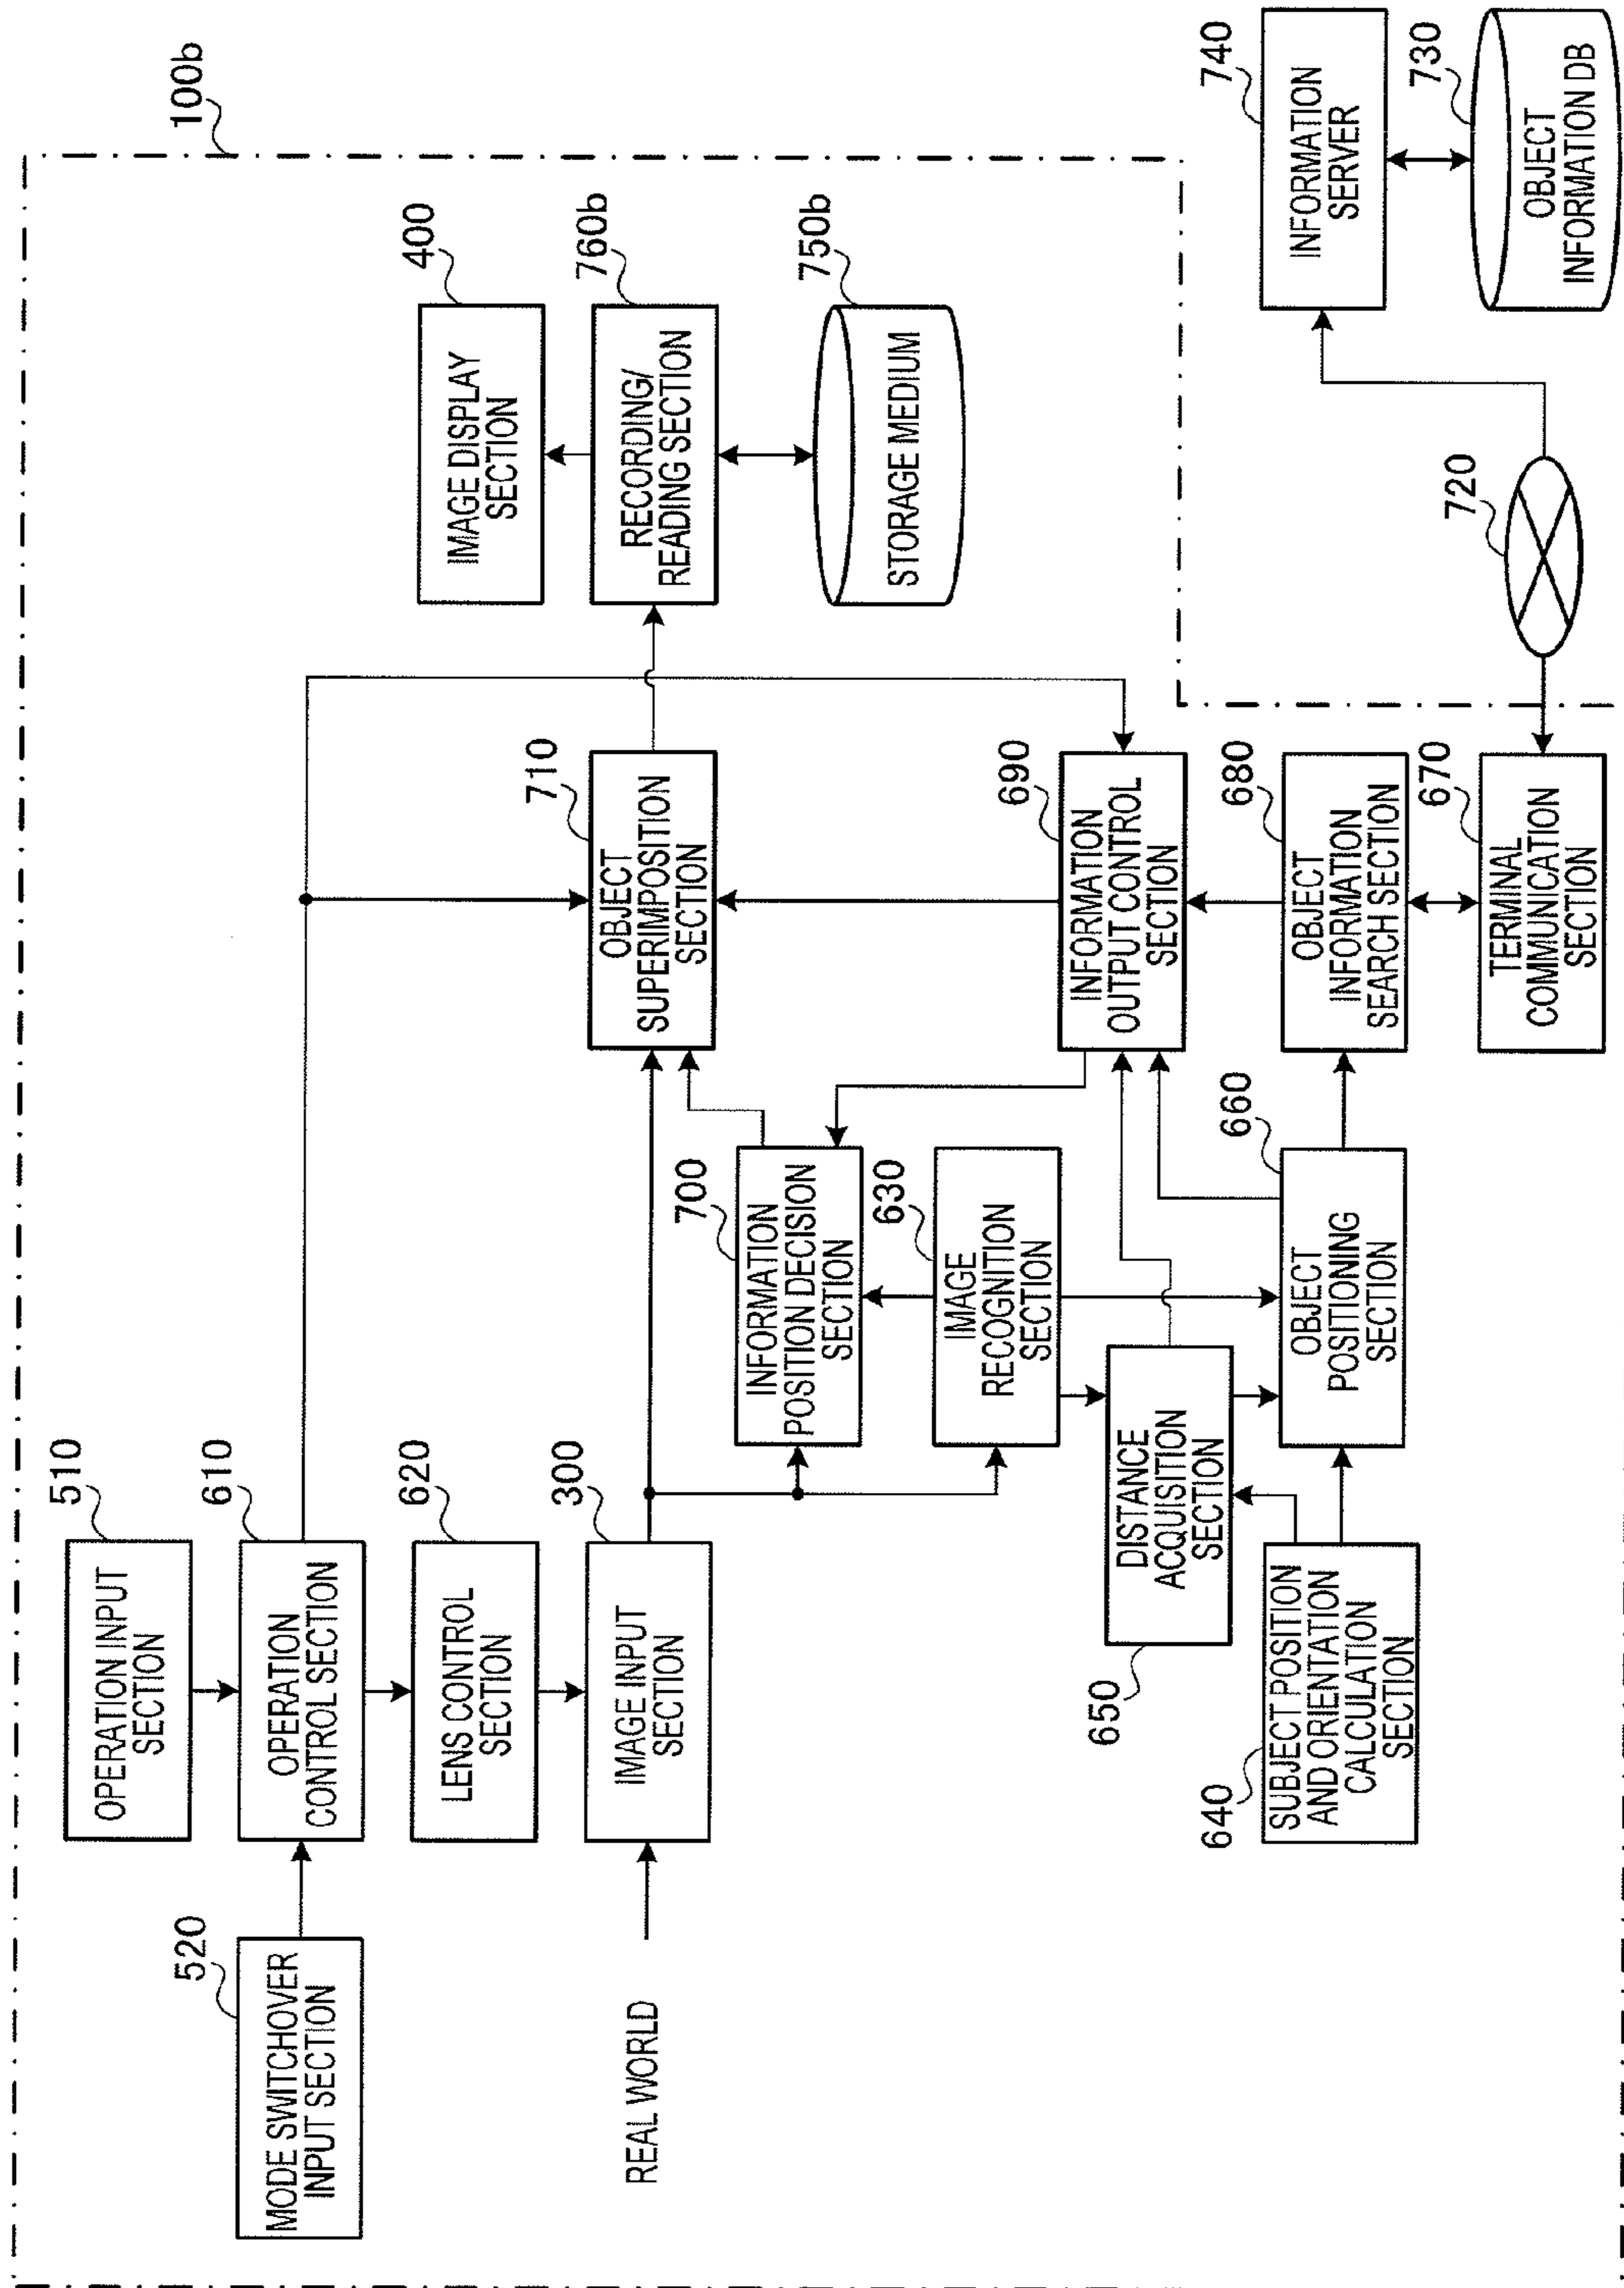 100b
510
OPERATION INPUT
SECTION
520
MODE SWITCHOVER
INPUT SECTION
610
OPERATION
CONTROL SECTION
620
LENS CONTROL
SECTION
REAL WORLD
300
IMAGE INPUT
SECTION
400
IMAGE DISPLAY
SECTION
710
OBJECT
SUPERIMPOSITION
SECTION
760b
RECORDING/
READING SECTION
750b
STORAGE MEDIUM
700
INFORMATION
POSITION DECISION
SECTION
630
IMAGE
RECOGNITION
SECTION
690
INFORMATION
OUTPUT CONTROL
SECTION
650
DISTANCE
ACQUISITION
SECTION
640
SUBJECT POSITION
AND ORIENTATION
CALCULATION
SECTION
660
OBJECT
POSITIONING
SECTION
680
OBJECT
INFORMATION
SEARCH SECTION
670
TERMINAL
COMMUNICATION
SECTION
720
740
INFORMATION
SERVER
730
OBJECT
INFORMATION DB